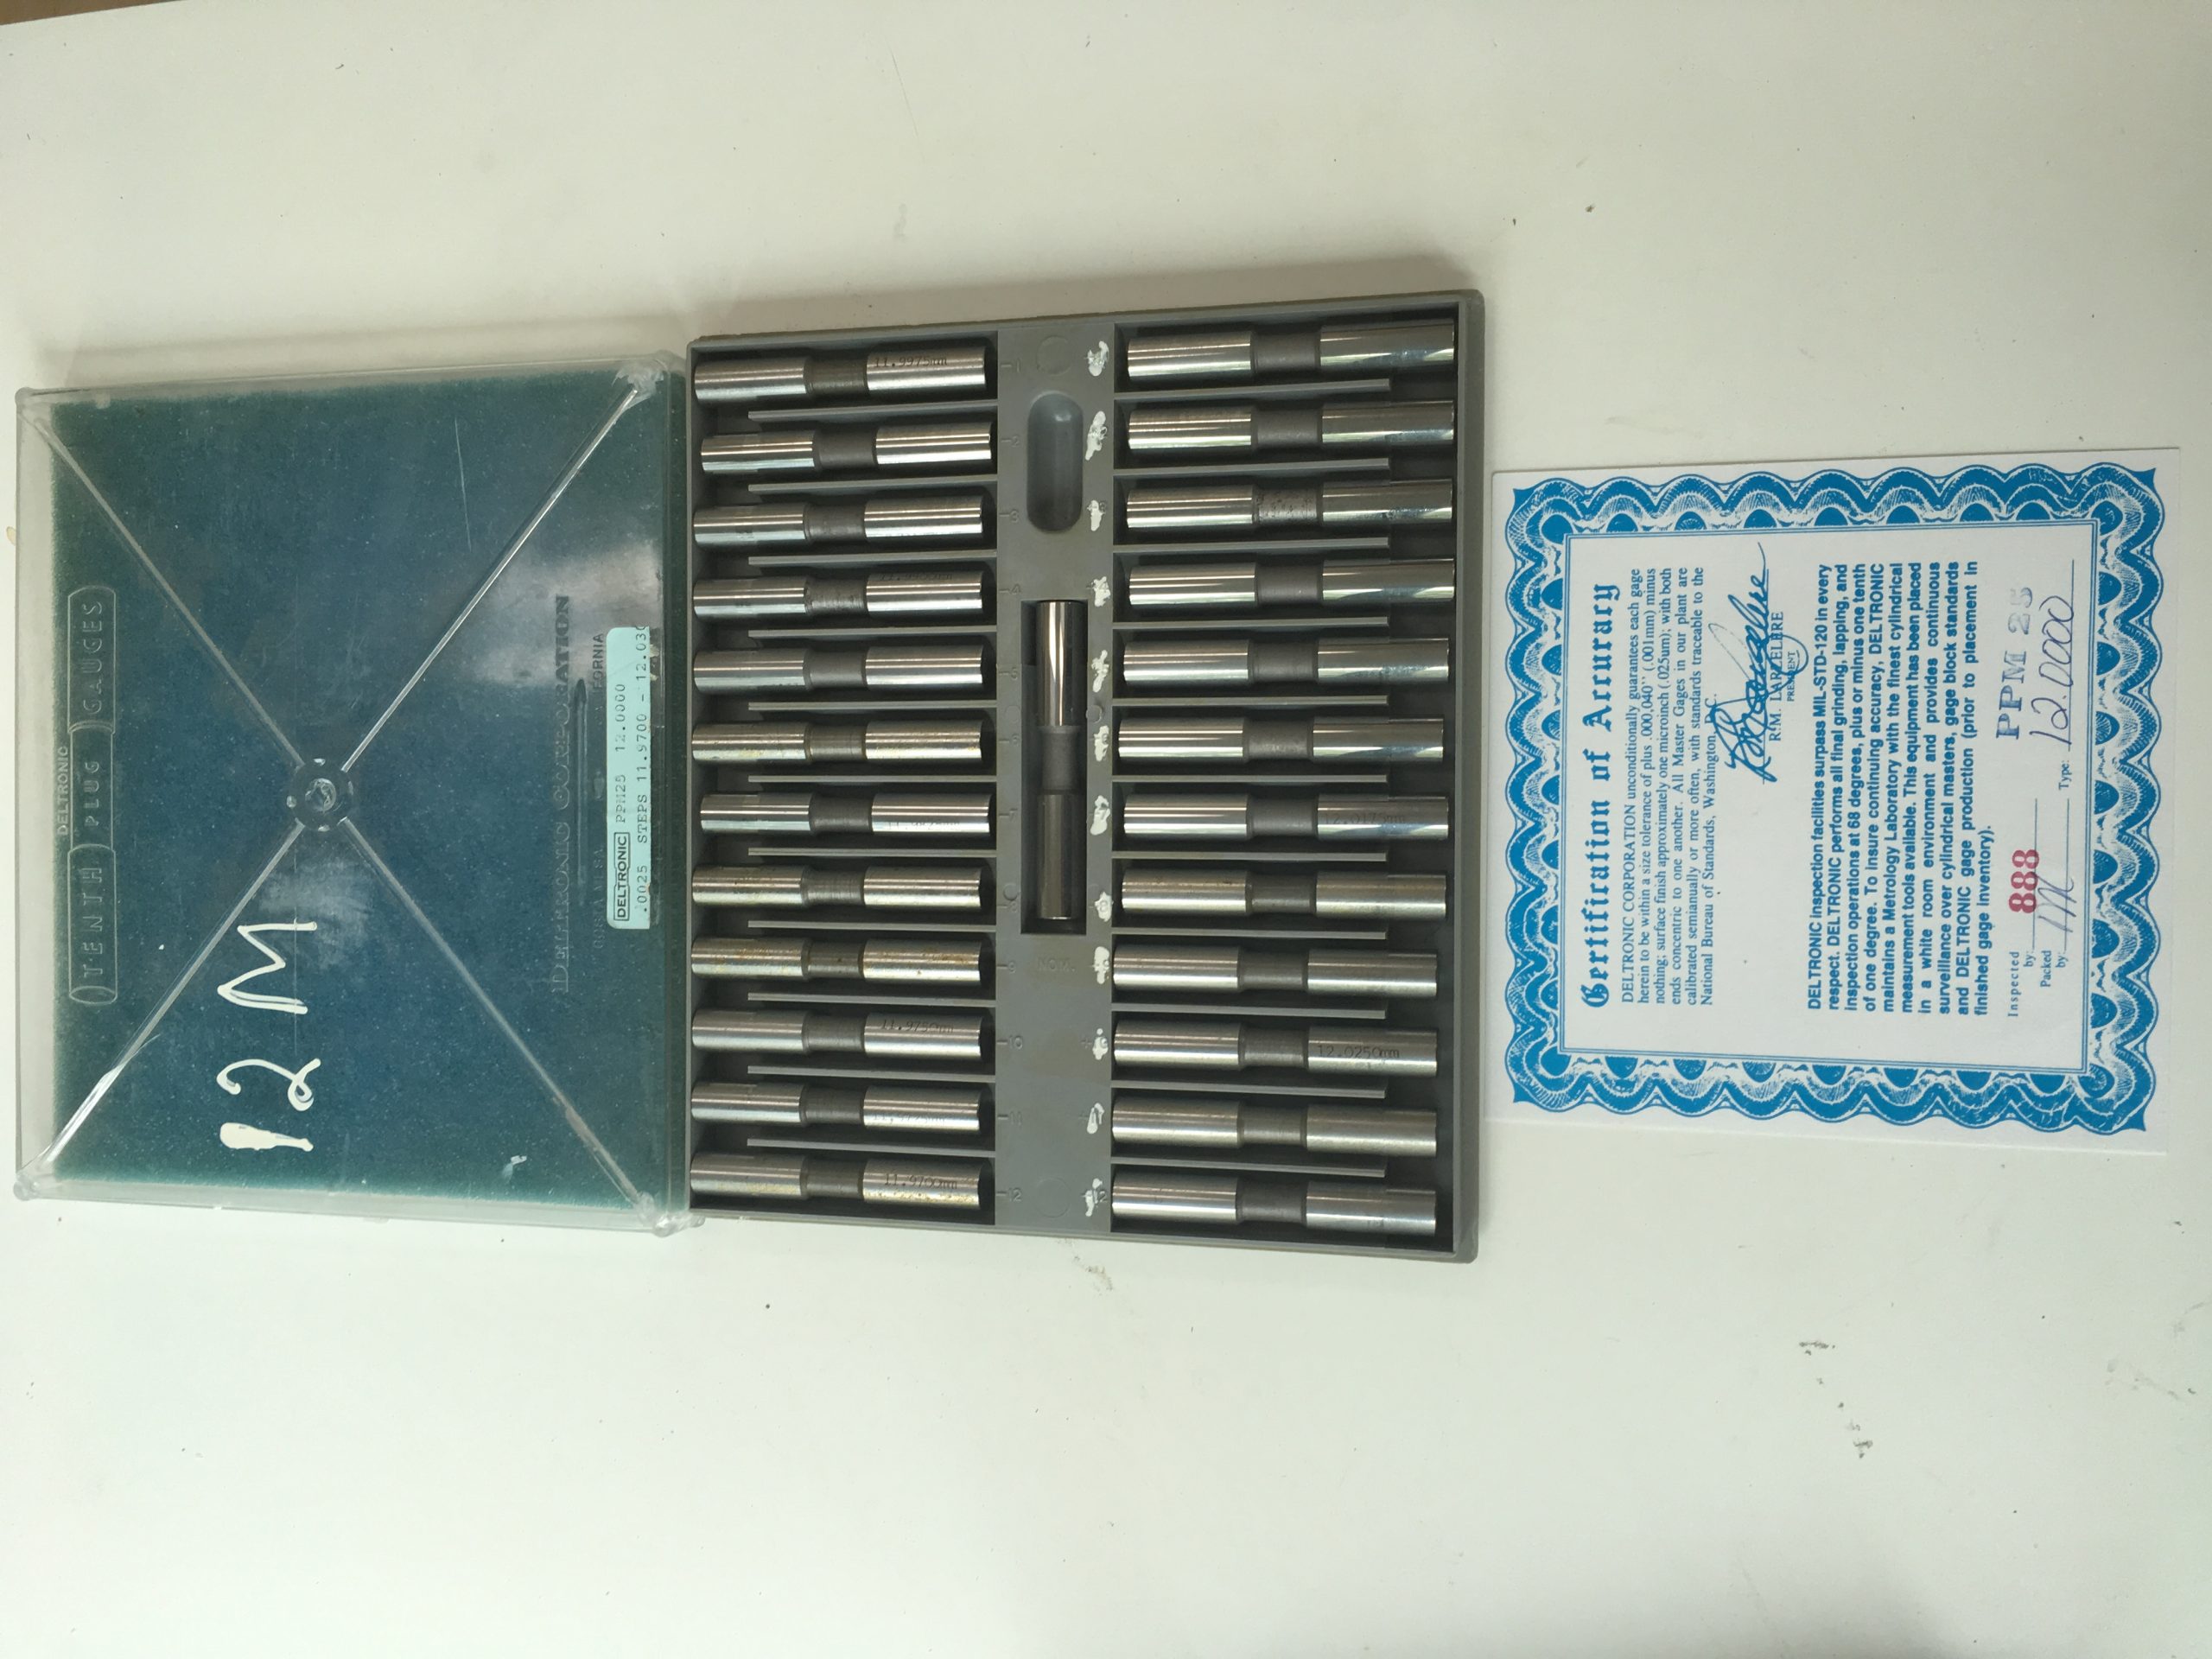 DELTRONIC
TENTH PLUG GAUGES
12 M
DELTRONIC CORPORATION
DELTRONIC PPM25 12.0000
.0025 STEPS 11.9700 - 12.030
11.9975mm
11.9750mm
11.9700mm
12.0175mm
12.0250mm
-1
-2
-3
-4
-5
-6
-7
-9
-10
-11
-12
NOM.
Certification of Accuracy
DELTRONIC CORPORATION unconditionally guarantees each gage
herein to be within a size tolerance of plus .000,040" (.001mm) minus
nothing; surface finish approximately one microinch (.025um); with both
ends concentric to one another. All Master Gages in our plant are
calibrated semianually or more often, with standards traceable to the
National Bureau of Standards, Washington, D.C.
R.M. LARZELERE
PRESIDENT
DELTRONIC inspection facilities surpass MIL-STD-120 in every
respect. DELTRONIC performs all final grinding, lapping, and
inspection operations at 68 degrees, plus or minus one tenth
of one degree. To insure continuing accuracy, DELTRONIC
maintains a Metrology Laboratory with the finest cylindrical
measurement tools available. This equipment has been placed
in a white room environment and provides continuous
surveillance over cylindrical masters, gage block standards
and DELTRONIC gage production (prior to placement in
finished gage inventory).
Inspected by: 888
PPM 25
Packed by:
Type: 12.0000